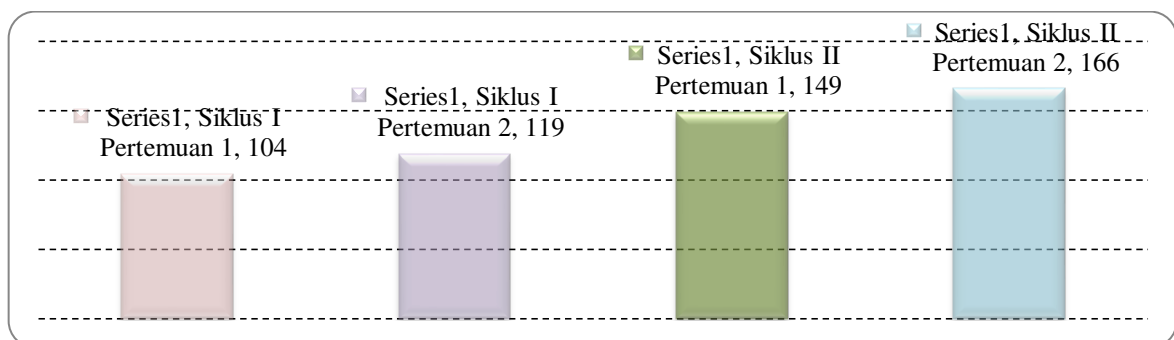 Series1, Siklus I
Pertemuan 1, 104
Series1, Siklus I
Pertemuan 2, 119
Series1, Siklus II
Pertemuan 1, 149
Series1, Siklus II
Pertemuan 2, 166